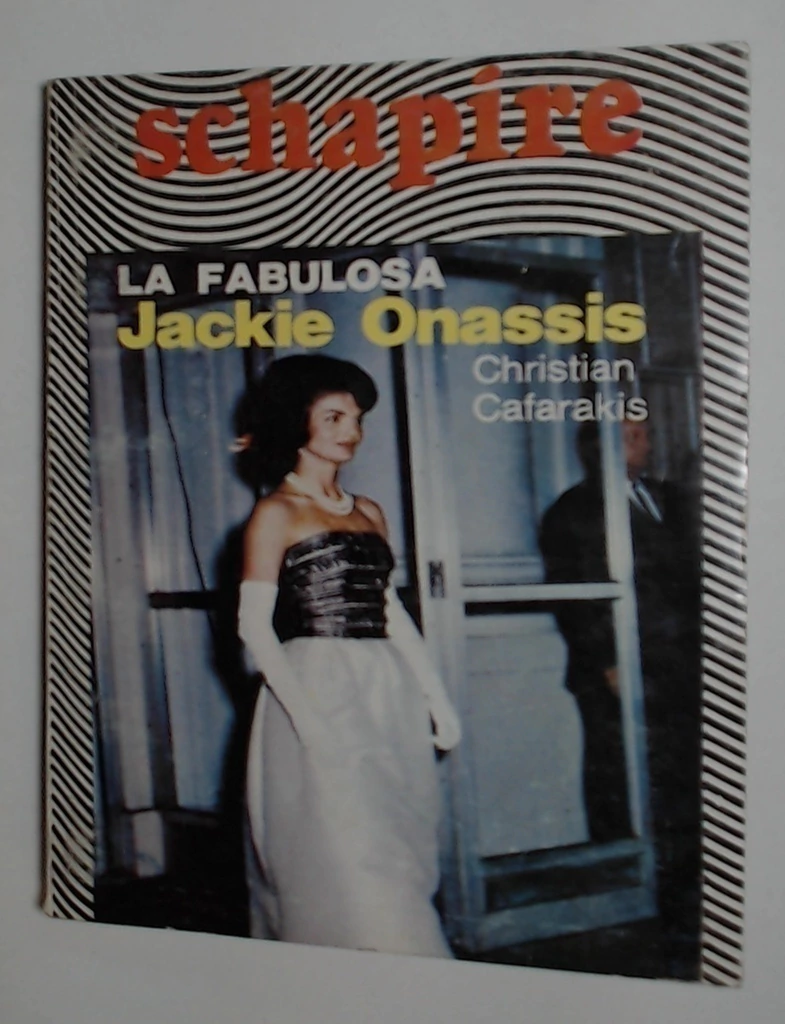 schapire
LA FABULOSA
Jackie Onassis
Christian
Cafarakis